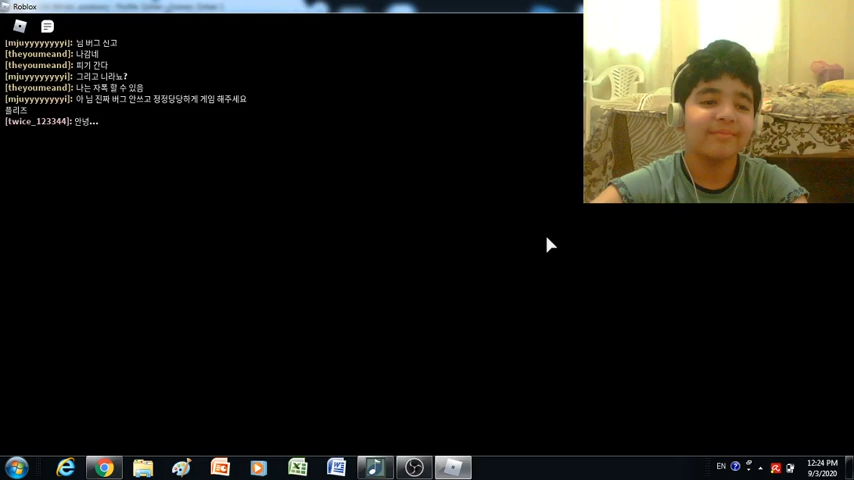 Roblox
[mjuyyyyyyyyi]: 님 버그 신고
[theyoumeand]: 나감네
[theyoumeand]: 피기 간다
[mjuyyyyyyyyi]: 그리고 니라뇨?
[theyoumeand]: 나는 자폭 할 수 있음
[mjuyyyyyyyyi]: 아 님 진짜 버그 안쓰고 정정당당하게 게임 해주세요
플리즈
[twice_123344]: 안녕...
EN
12:24 PM
9/3/2020